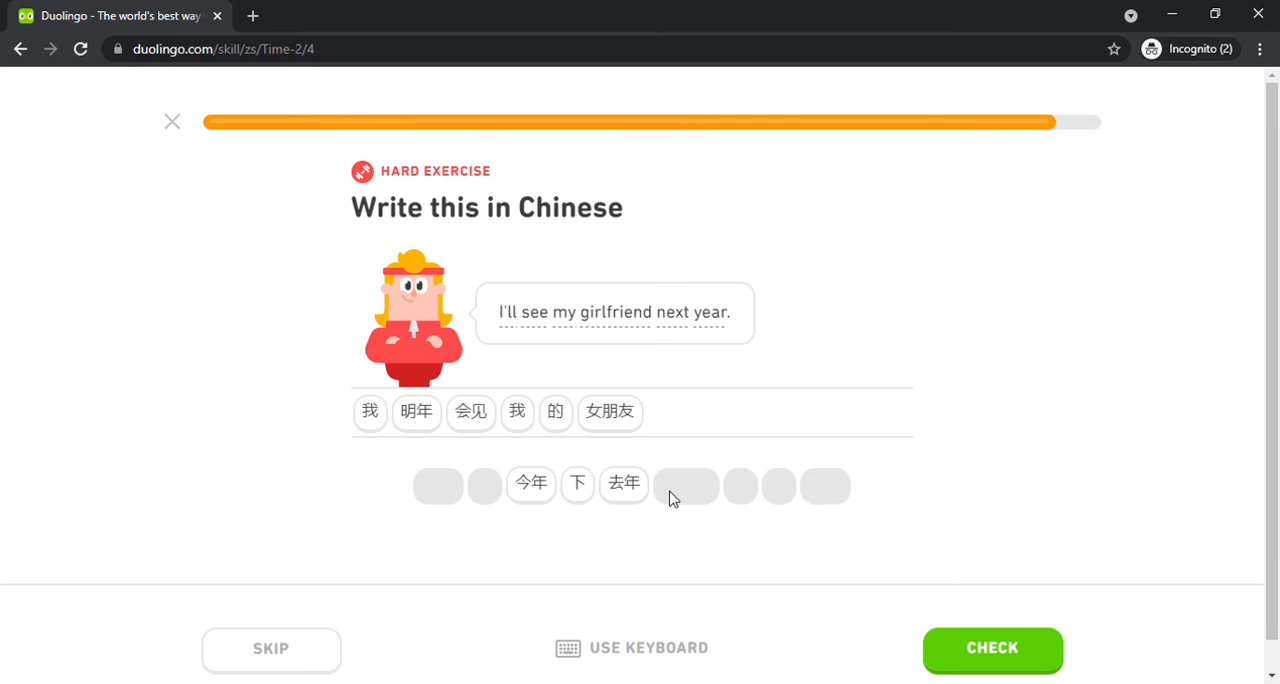 Duolingo - The world's best way
duolingo.com/skill/zs/Time-2/4
Incognito (2)
HARD EXERCISE
Write this in Chinese
I'll see my girlfriend next year.
我 明年 会见 我 的 女朋友
今年 下 去年
SKIP
USE KEYBOARD
CHECK